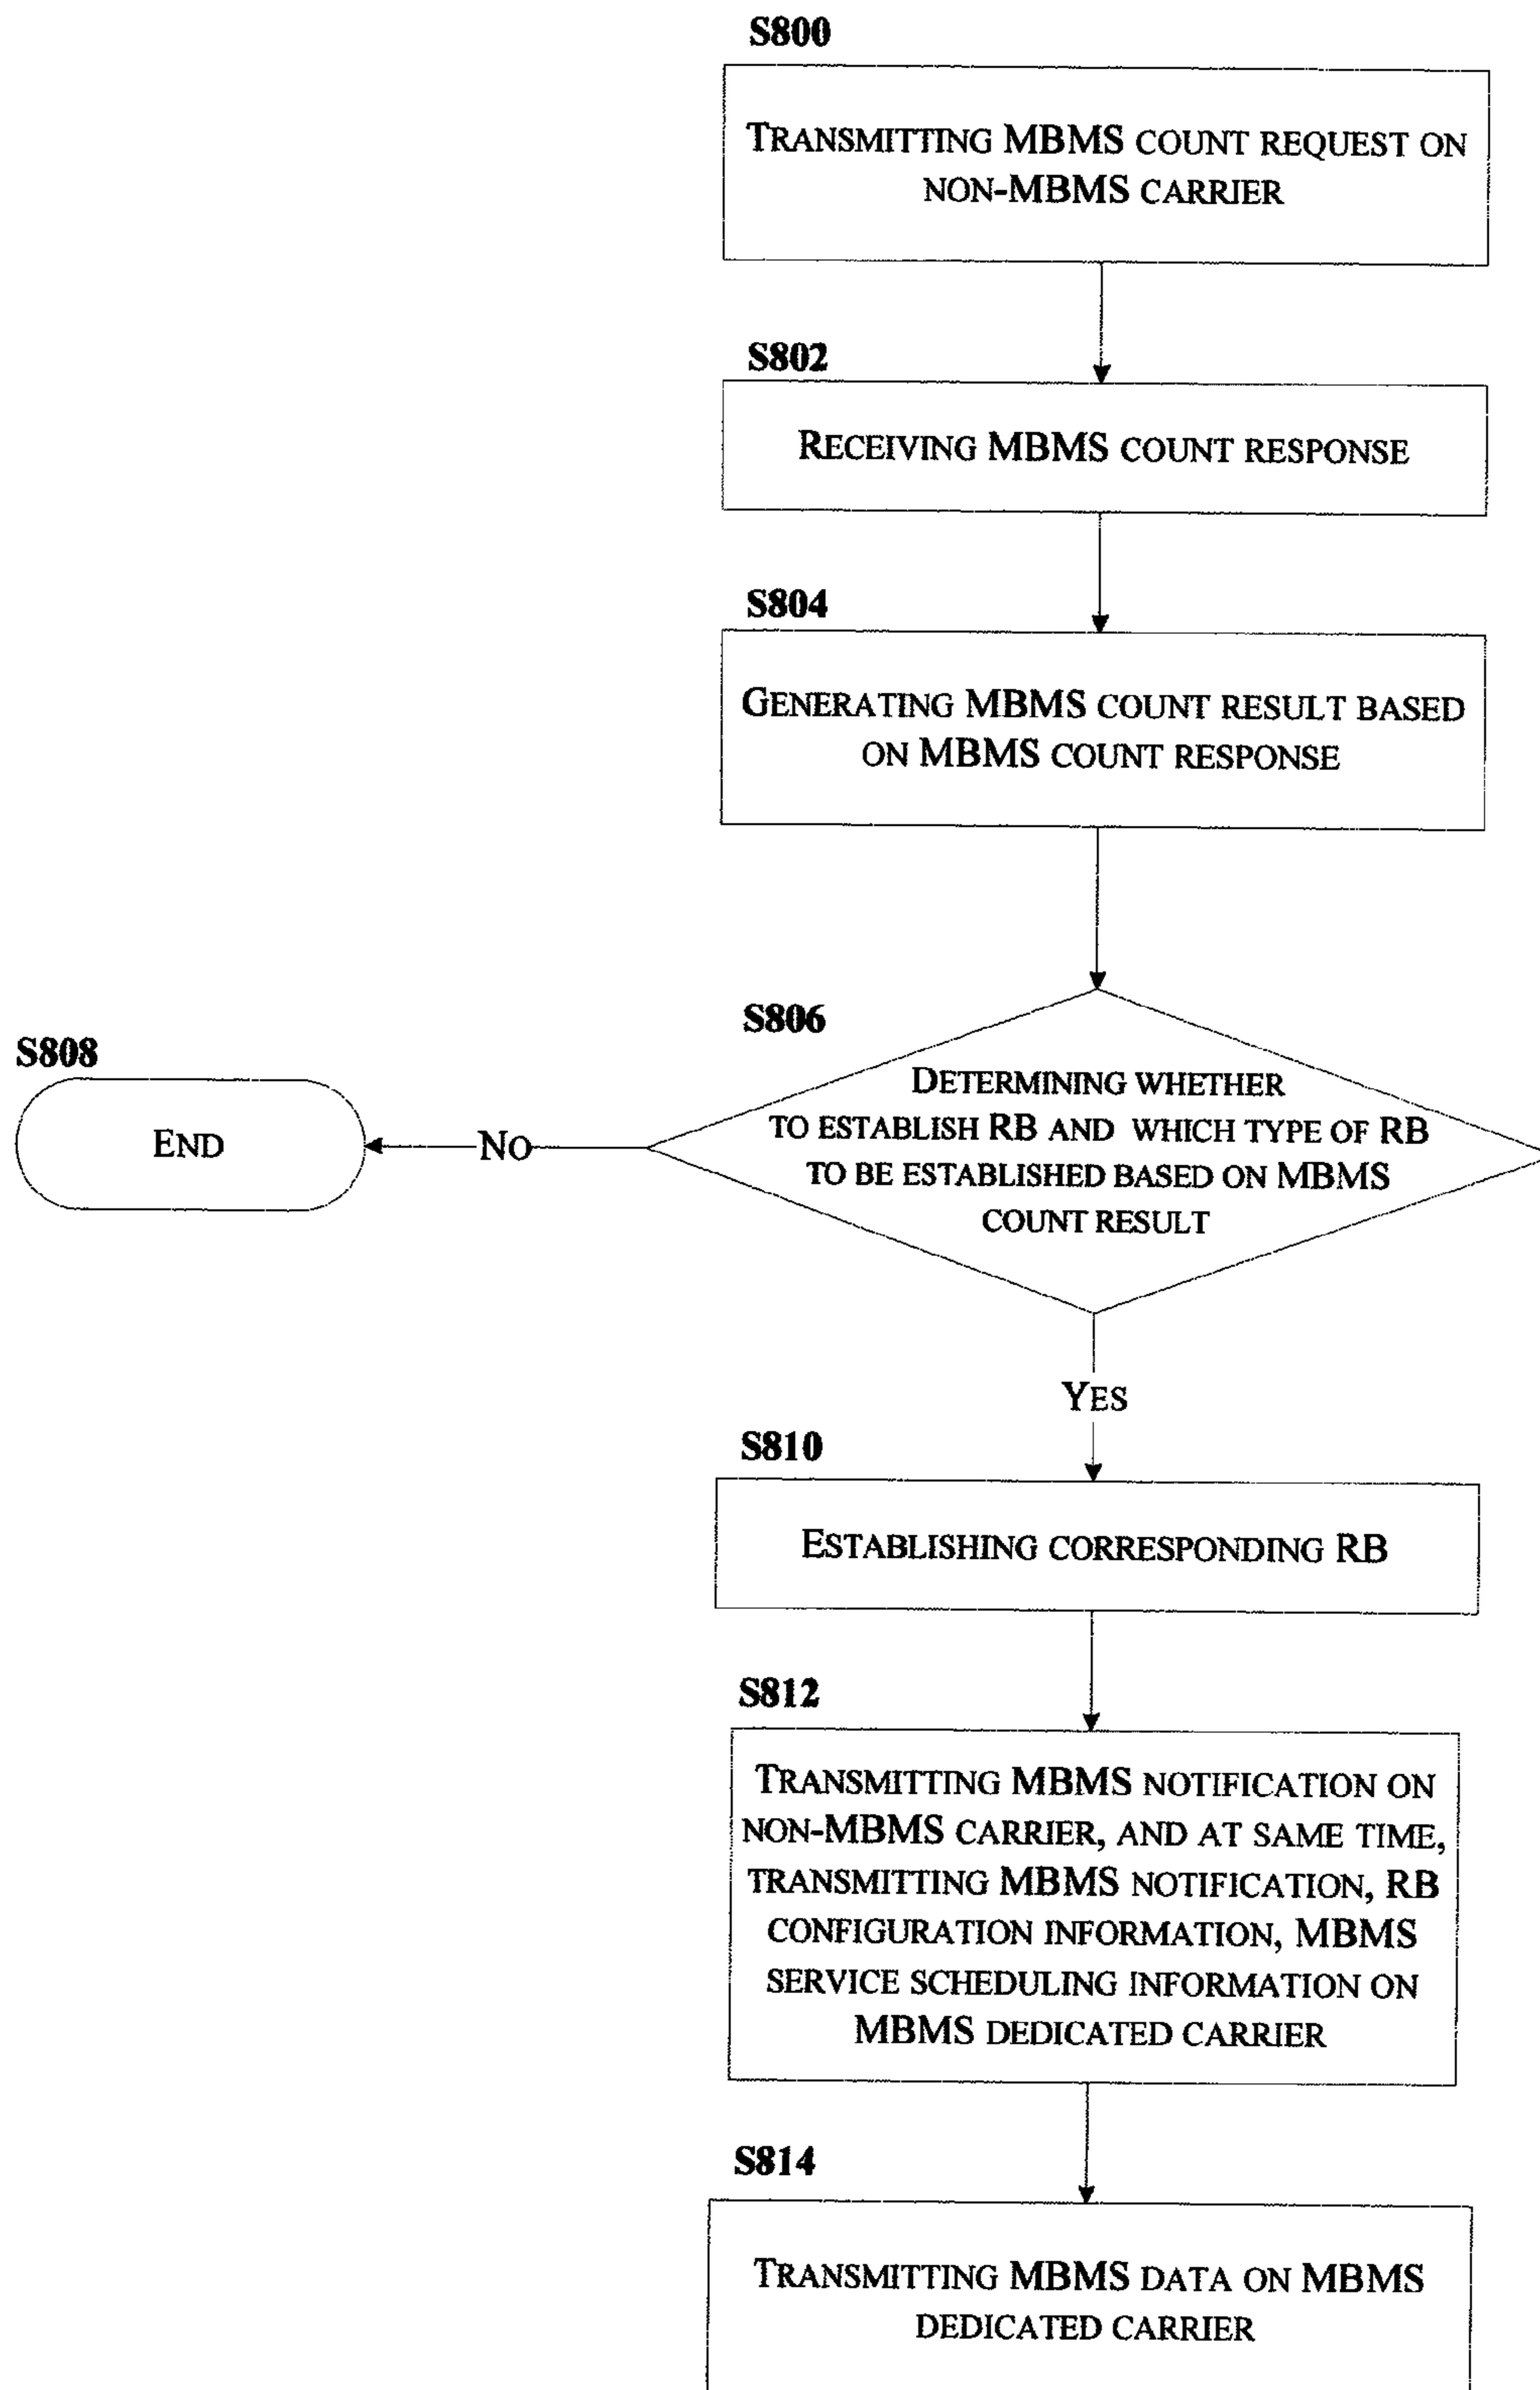 S800
TRANSMITTING MBMS COUNT REQUEST ON
NON-MBMS CARRIER
S802
RECEIVING MBMS COUNT RESPONSE
S804
GENERATING MBMS COUNT RESULT BASED
ON MBMS COUNT RESPONSE
S806
DETERMINING WHETHER
TO ESTABLISH RB AND WHICH TYPE OF RB
TO BE ESTABLISHED BASED ON MBMS
COUNT RESULT
S808
END
NO
YES
S810
ESTABLISHING CORRESPONDING RB
S812
TRANSMITTING MBMS NOTIFICATION ON
NON-MBMS CARRIER, AND AT SAME TIME,
TRANSMITTING MBMS NOTIFICATION, RB
CONFIGURATION INFORMATION, MBMS
SERVICE SCHEDULING INFORMATION ON
MBMS DEDICATED CARRIER
S814
TRANSMITTING MBMS DATA ON MBMS
DEDICATED CARRIER